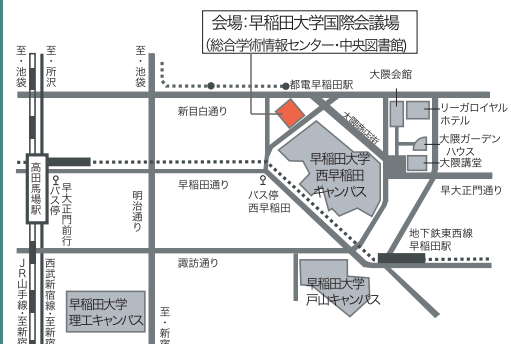 会場：早稲田大学国際会議場
（総合学術情報センター・中央図書館）
至・池袋
至・所沢
至・池袋
都電早稲田駅
大隈会館
リーガロイヤル
ホテル
新目白通り
大隈商店街
大隈ガーデン
ハウス
大隈講堂
早稲田大学
西早稲田
キャンパス
高田馬場駅
バス停
早大正門前行
早稲田通り
バス停
西早稲田
早大正門通り
明治通り
地下鉄東西線
早稲田駅
諏訪通り
JR山手線・至新宿
西武新宿線・至新宿
早稲田大学
理工キャンパス
至・新宿
早稲田大学
戸山キャンパス